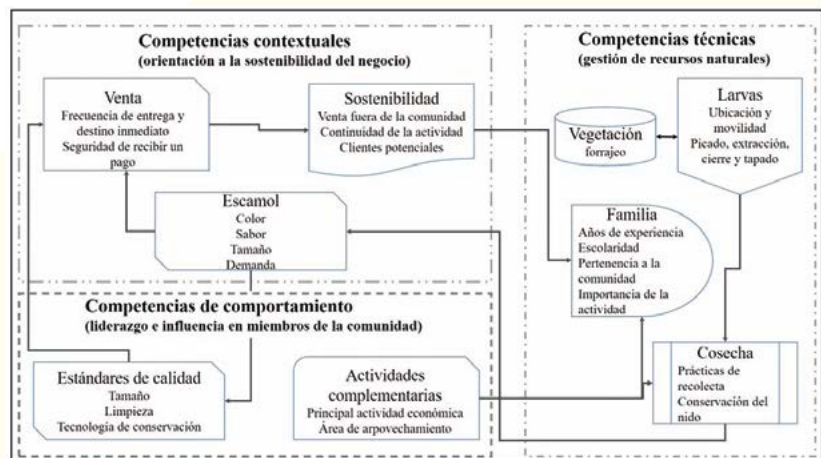 Competencias contextuales
(orientación a la sostenibilidad del negocio)
Venta
Frecuencia de entrega y
destino inmediato
Seguridad de recibir un
pago
Sostenibilidad
Venta fuera de la comunidad
Continuidad de la actividad
Clientes potenciales
Escamol
Color
Sabor
Tamaño
Demanda
Competencias de comportamiento
(liderazgo e influencia en miembros de la comunidad)
Estándares de calidad
Tamaño
Limpieza
Tecnología de conservación
Actividades
complementarias
Principal actividad económica
Área de arpovechamiento
Competencias técnicas
(gestión de recursos naturales)
Larvas
Ubicación y
movilidad
Picado, extracción,
cierre y tapado
Vegetación
forrajeo
Familia
Años de experiencia
Escolaridad
Pertenencia a la
comunidad
Importancia de la
actividad
Cosecha
Prácticas de
recolecta
Conservación del
nido